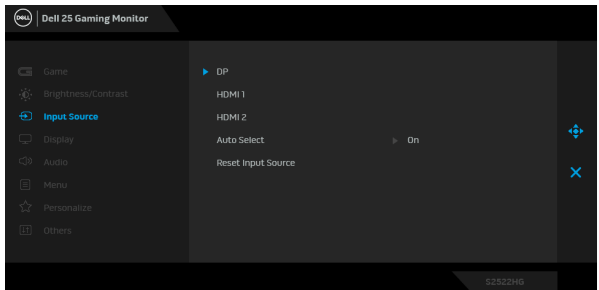 DELL Dell 25 Gaming Monitor
Game
Brightness/Contrast
Input Source
Display
Audio
Menu
Personalize
Others
DP
HDMI 1
HDMI 2
Auto Select On
Reset Input Source
S2522HG